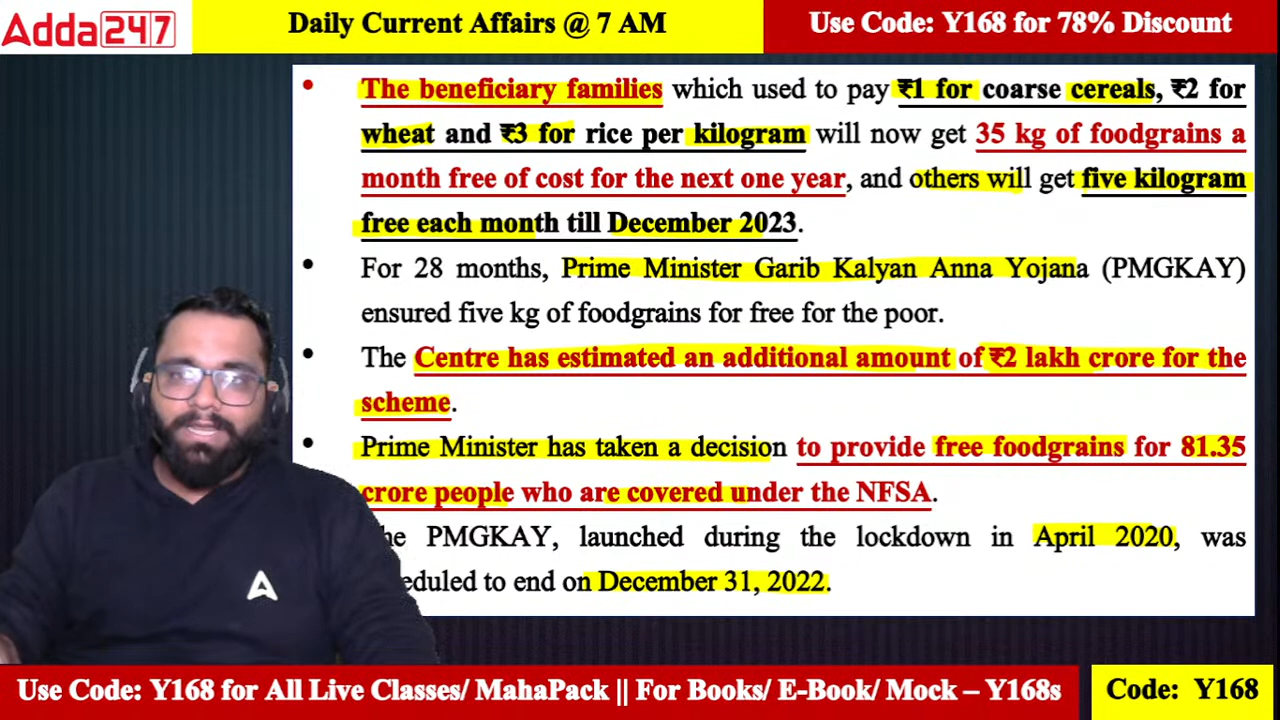 Adda247
Daily Current Affairs @ 7 AM
Use Code: Y168 for 78% Discount
• The beneficiary families which used to pay ₹1 for coarse cereals, ₹2 for
wheat and ₹3 for rice per kilogram will now get 35 kg of foodgrains a
month free of cost for the next one year, and others will get five kilogram
free each month till December 2023.
• For 28 months, Prime Minister Garib Kalyan Anna Yojana (PMGKAY)
ensured five kg of foodgrains for free for the poor.
• The Centre has estimated an additional amount of ₹2 lakh crore for the
scheme.
• Prime Minister has taken a decision to provide free foodgrains for 81.35
crore people who are covered under the NFSA.
he PMGKAY, launched during the lockdown in April 2020, was
eduled to end on December 31, 2022.
Use Code: Y168 for All Live Classes/ MahaPack || For Books/ E-Book/ Mock – Y168s
Code: Y168